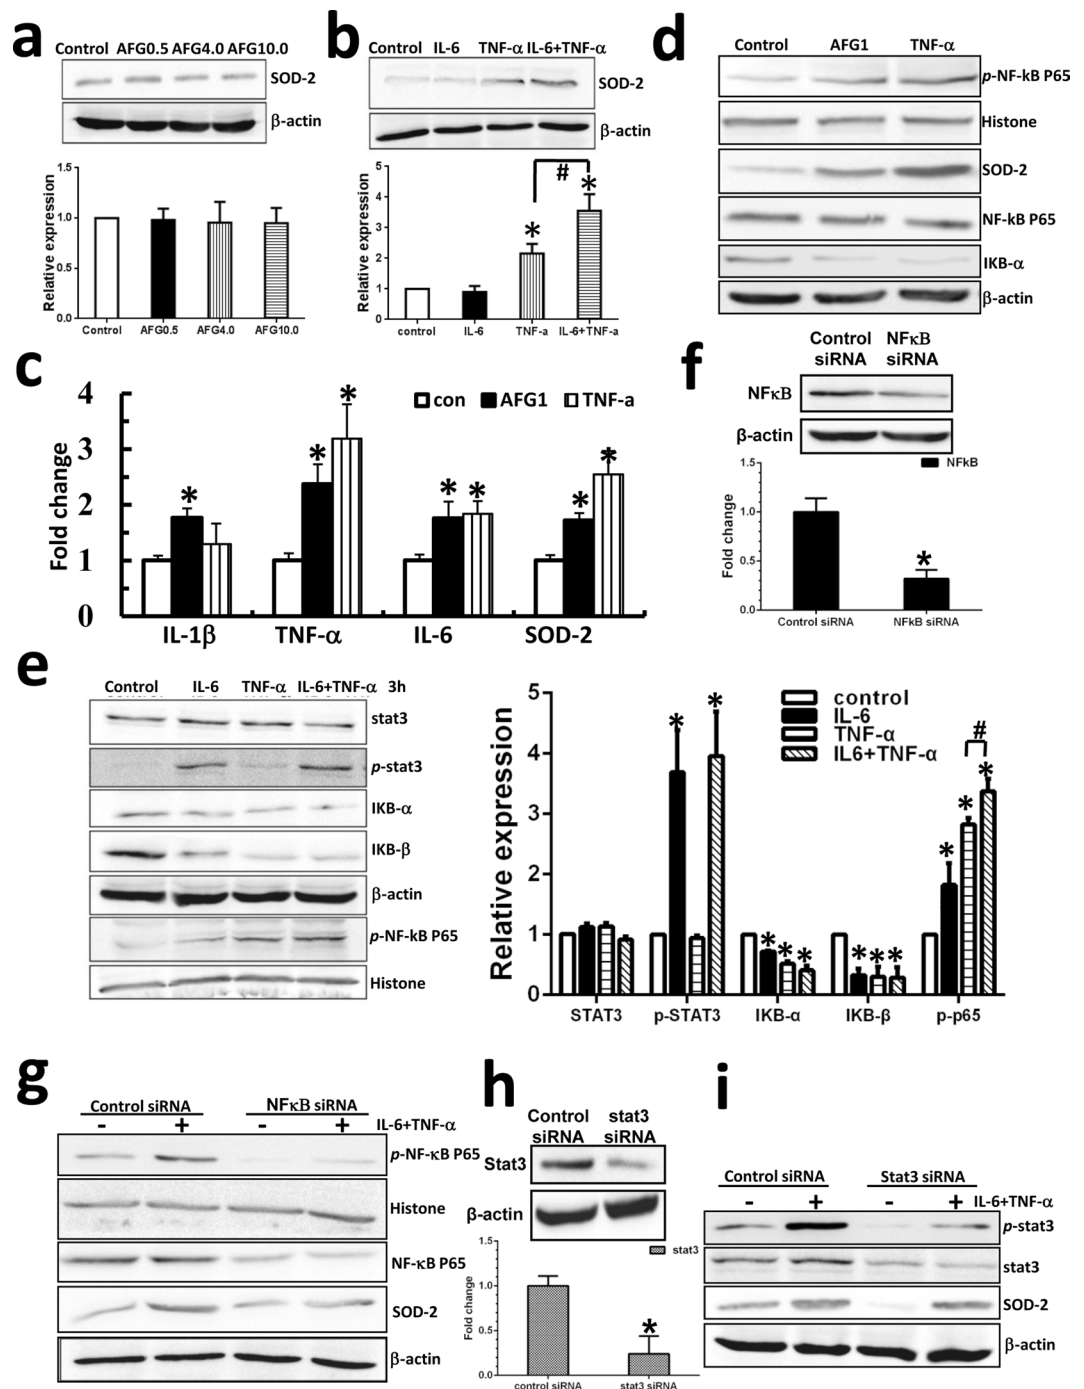 a
Control AFG0.5 AFG4.0 AFG10.0
SOD-2
β-actin
Relative expression
1.5
1.0
0.5
0.0
Control AFG0.5 AFG4.0 AFG10.0
b
Control IL-6 TNF-α IL-6+TNF-α
SOD-2
β-actin
Relative expression
5
4
3
2
1
0
* * #
control IL-6 TNF-a IL-6+TNF-a
d
Control AFG1 TNF-α
p-NF-kB P65
Histone
SOD-2
NF-kB P65
IKB-α
β-actin
c
Fold change
4
3
2
1
0
con AFG1 TNF-a
* * * * * * *
IL-1β TNF-α IL-6 SOD-2
f
Control siRNA
NFκB siRNA
NFκB
β-actin
NFkB
Fold change
1.5
1.0
0.5
0.0
*
Control siRNA NFkB siRNA
e
Control IL-6 TNF-α IL-6+TNF-α 3h
stat3
p-stat3
IKB-α
IKB-β
β-actin
p-NF-kB P65
Histone
Relative expression
5
4
3
2
1
0
control
IL-6
TNF-α
IL6+TNF-α
#
* * * * * * * * * * *
STAT3 p-STAT3 IKB-α IKB-β p-p65
g
Control siRNA NFκB siRNA
- + - + IL-6+TNF-α
p-NF-κB P65
Histone
NF-κB P65
SOD-2
β-actin
h
Control siRNA
stat3 siRNA
Stat3
β-actin
stat3
Fold change
1.5
1.0
0.5
0.0
*
control siRNA stat3 siRNA
i
Control siRNA Stat3 siRNA
- + - + IL-6+TNF-α
p-stat3
stat3
SOD-2
β-actin